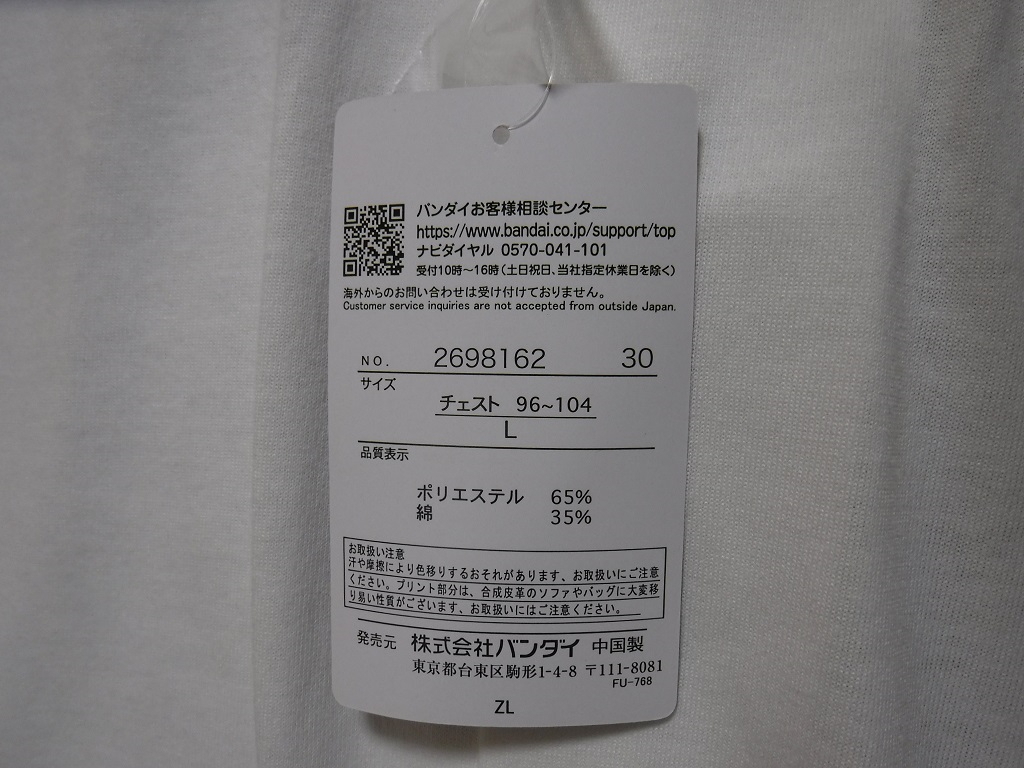 バンダイお客様相談センター
https://www.bandai.co.jp/support/top
ナビダイヤル 0570-041-101
受付10時～16時(土日祝日、当社指定休業日を除く)
海外からのお問い合わせは受け付けておりません。
Customer service inquiries are not accepted from outside Japan.
NO. 2698162 30
サイズ
チェスト 96~104
L
品質表示
ポリエステル 65%
綿 35%
お取扱い注意
汗や摩擦により色移りするおそれがあります、お取扱いにご注意
ください。プリント部分は、合成皮革のソファやバッグに大変移
り易い性質がございます、お取扱いにはご注意ください。
発売元 株式会社バンダイ 中国製
東京都台東区駒形1-4-8 〒111-8081
FU-768
ZL